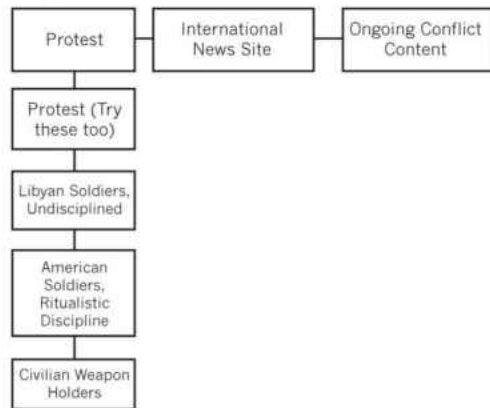 Protest
International
News Site
Ongoing Conflict
Content
Protest (Try
these too)
Libyan Soldiers,
Undisciplined
American
Soldiers,
Ritualistic
Discipline
Civilian Weapon
Holders